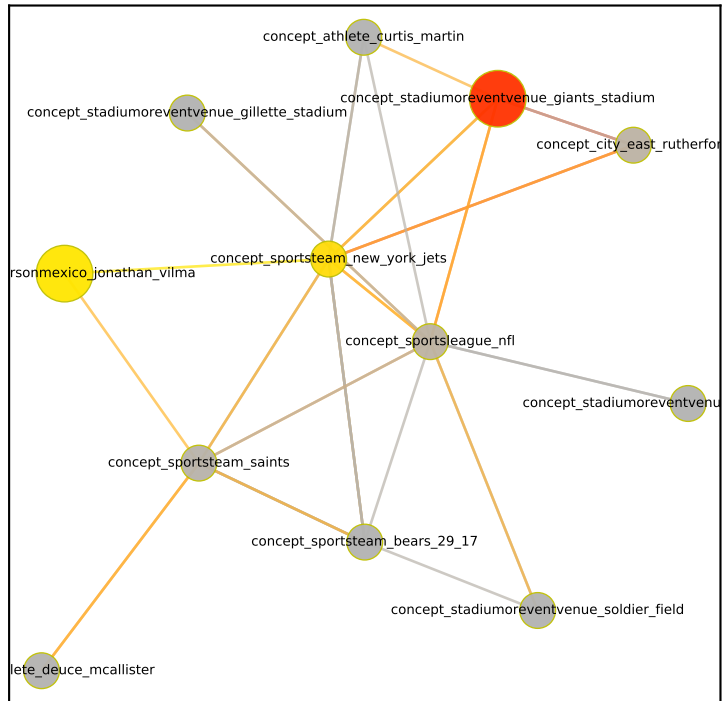 concept_athlete_curtis_martin
concept_stadiumoreventvenue_giants_stadium
concept_stadiumoreventvenue_gillette_stadium
concept_city_east_rutherfor
concept_sportsteam_new_york_jets
rsonmexico_jonathan_vilma
concept_sportsleague_nfl
concept_stadiumoreventvenu
concept_sportsteam_saints
concept_sportsteam_bears_29_17
concept_stadiumoreventvenue_soldier_field
lete_deuce_mcallister